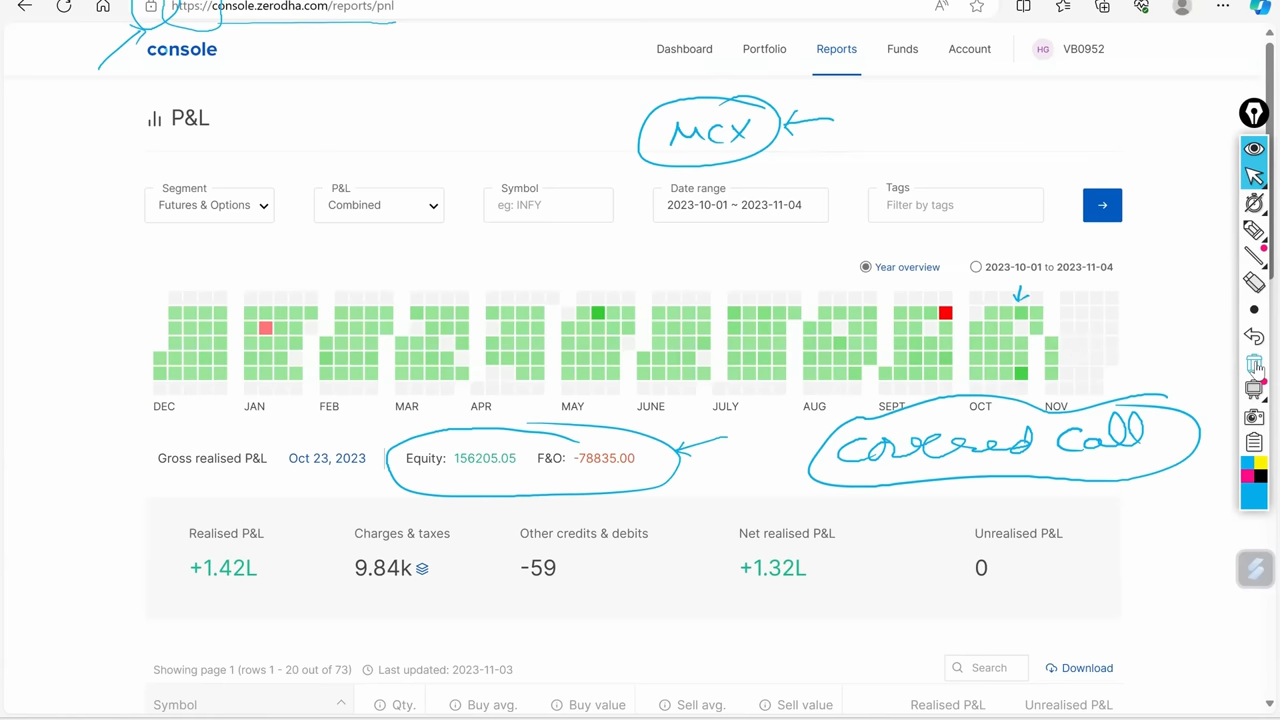 https://console.zerodha.com/reports/pnl
console
Dashboard Portfolio Reports Funds Account HG VB0952
P&L
MCX
Segment P&L Symbol Date range Tags
Futures & Options Combined eg: INFY 2023-10-01 ~ 2023-11-04 Filter by tags
Year overview 2023-10-01 to 2023-11-04
DEC JAN FEB MAR APR MAY JUNE JULY AUG SEPT OCT NOV
covered call
Gross realised P&L Oct 23, 2023 Equity: 156205.05 F&O: -78835.00
Realised P&L Charges & taxes Other credits & debits Net realised P&L Unrealised P&L
+1.42L 9.84k -59 +1.32L 0
Showing page 1 (rows 1 - 20 out of 73) Last updated: 2023-11-03 Search Download
Symbol Qty. Buy avg. Buy value Sell avg. Sell value Realised P&L Unrealised P&L